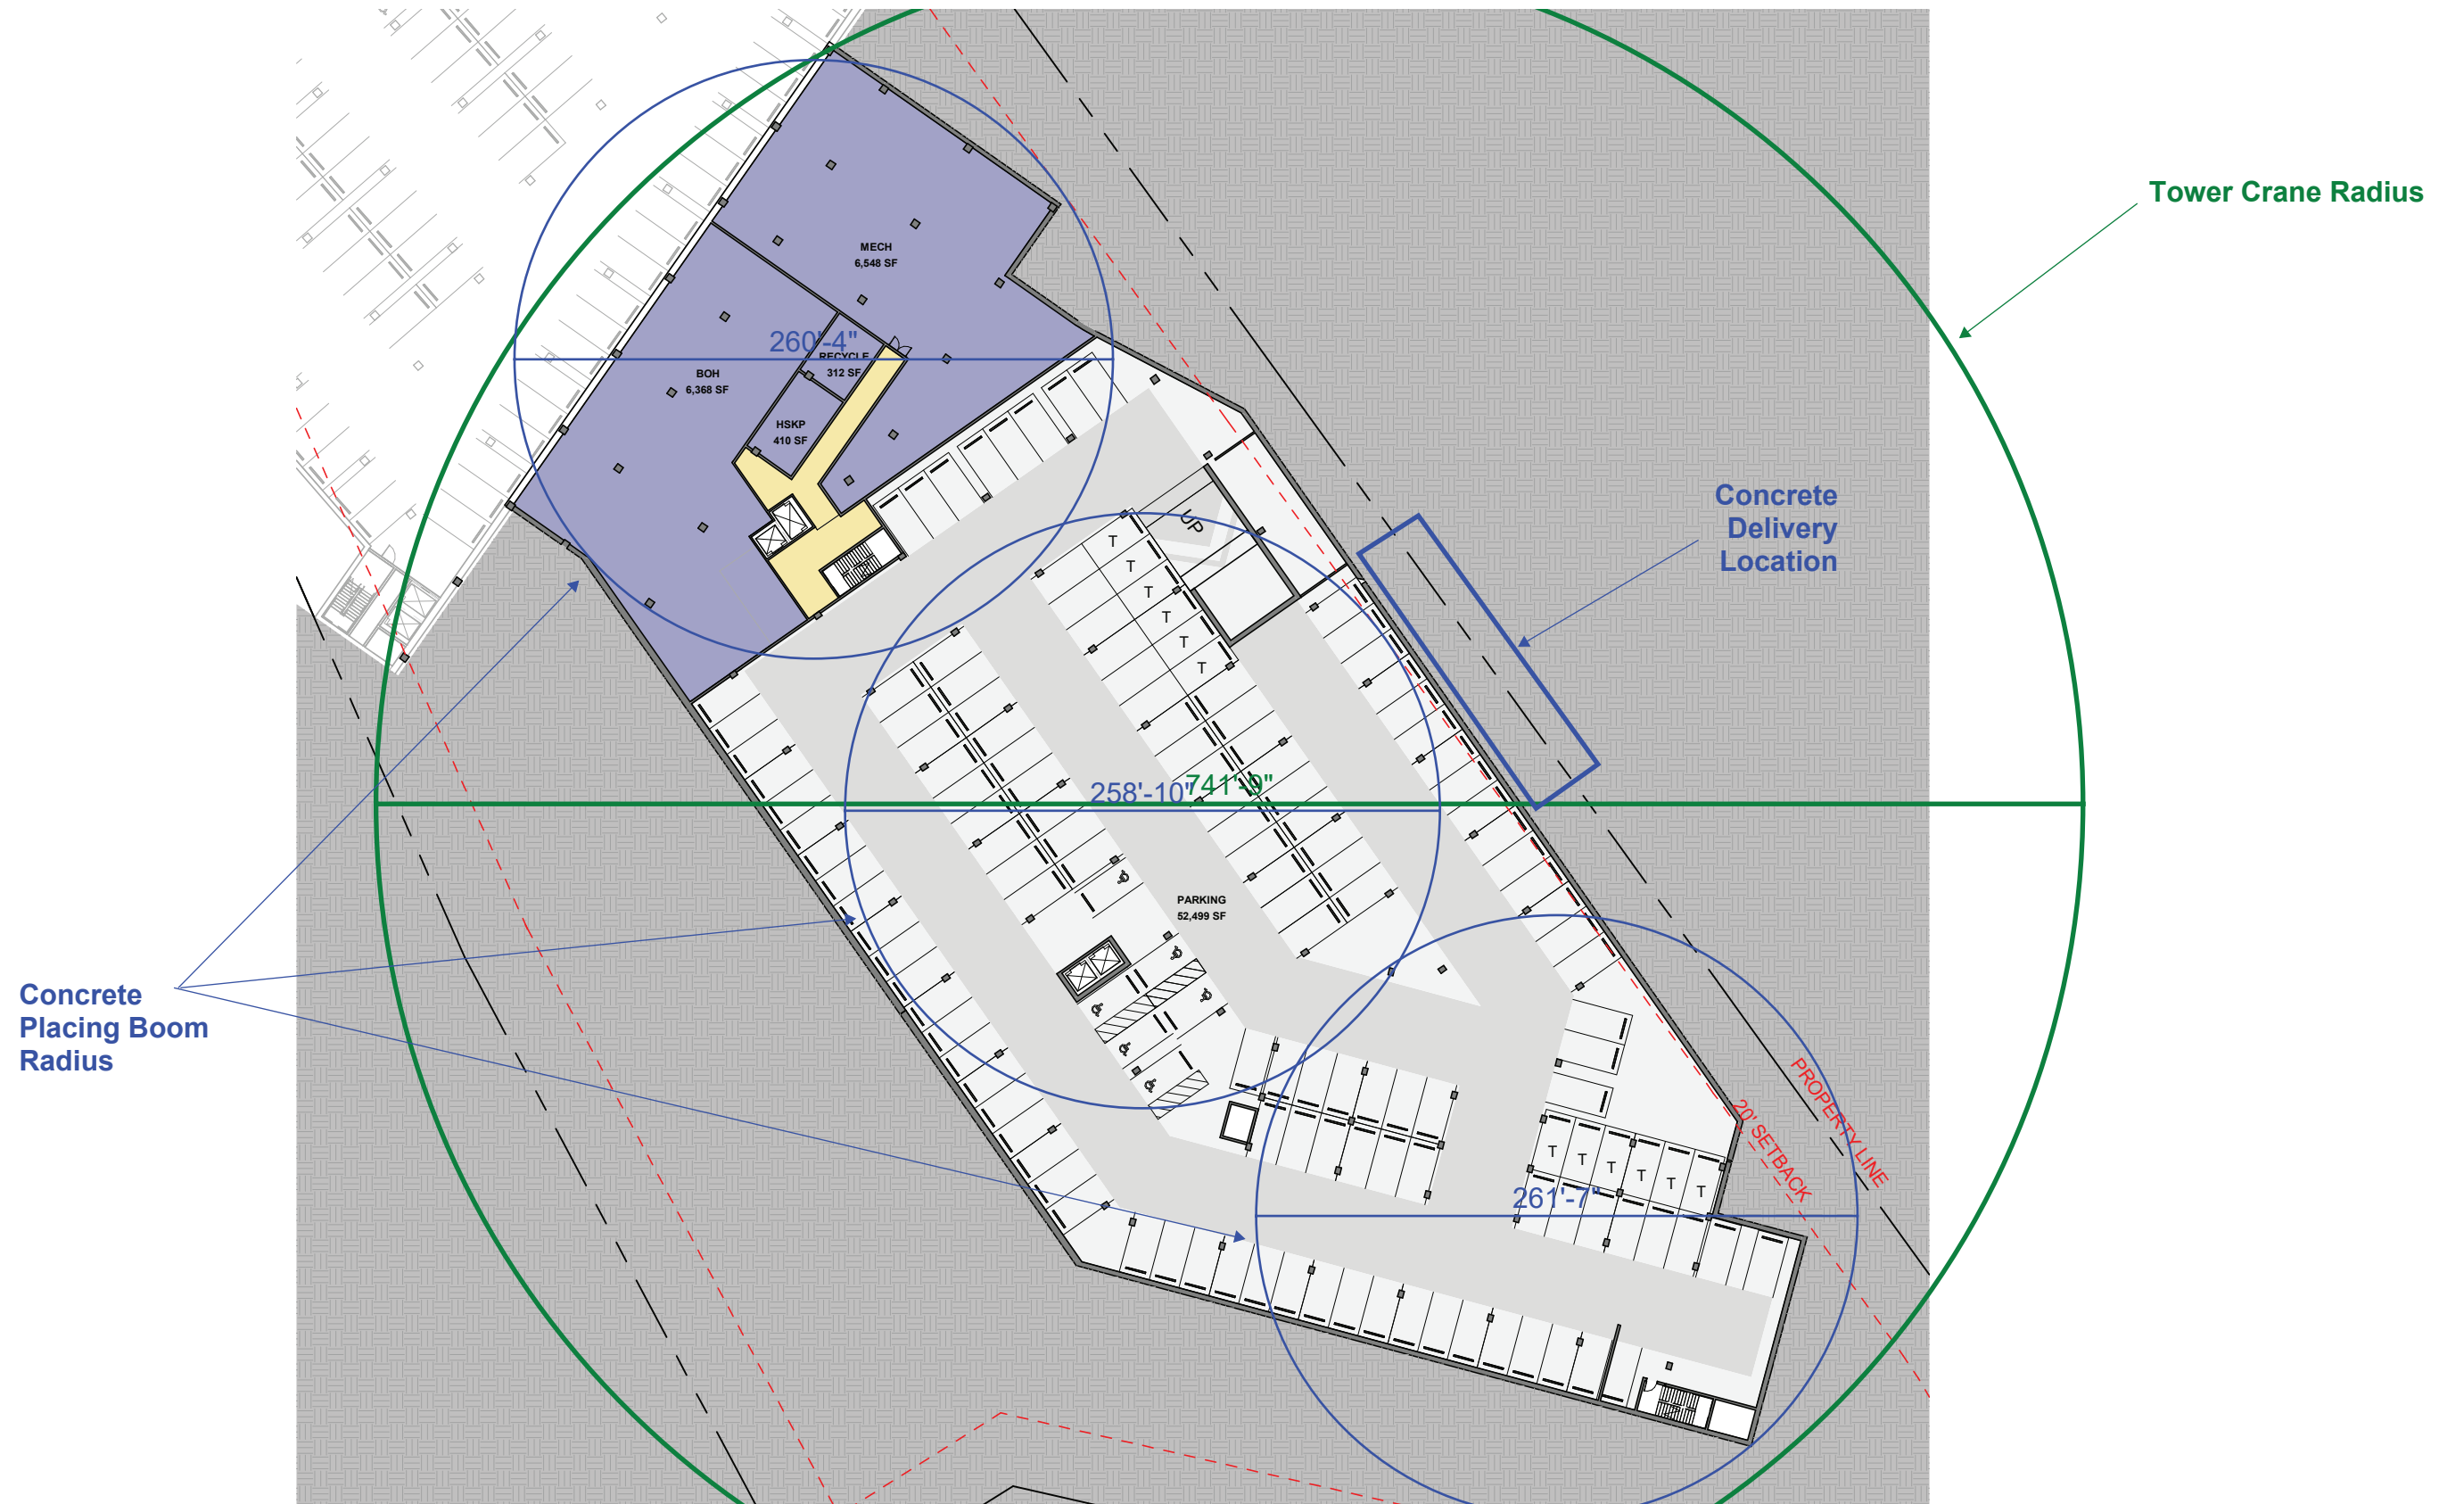 Tower Crane Radius
MECH
6,548 SF
260'-4"
RECYCLE
312 SF
BOH
6,368 SF
HSKP
410 SF
Concrete
Delivery
Location
UP
T
T
T
T
T
T
258'-10"
741'-9"
PARKING
52,499 SF
Concrete
Placing Boom
Radius
PROPERTY LINE
20' SETBACK
T
T
T
T
T
T
261'-7"